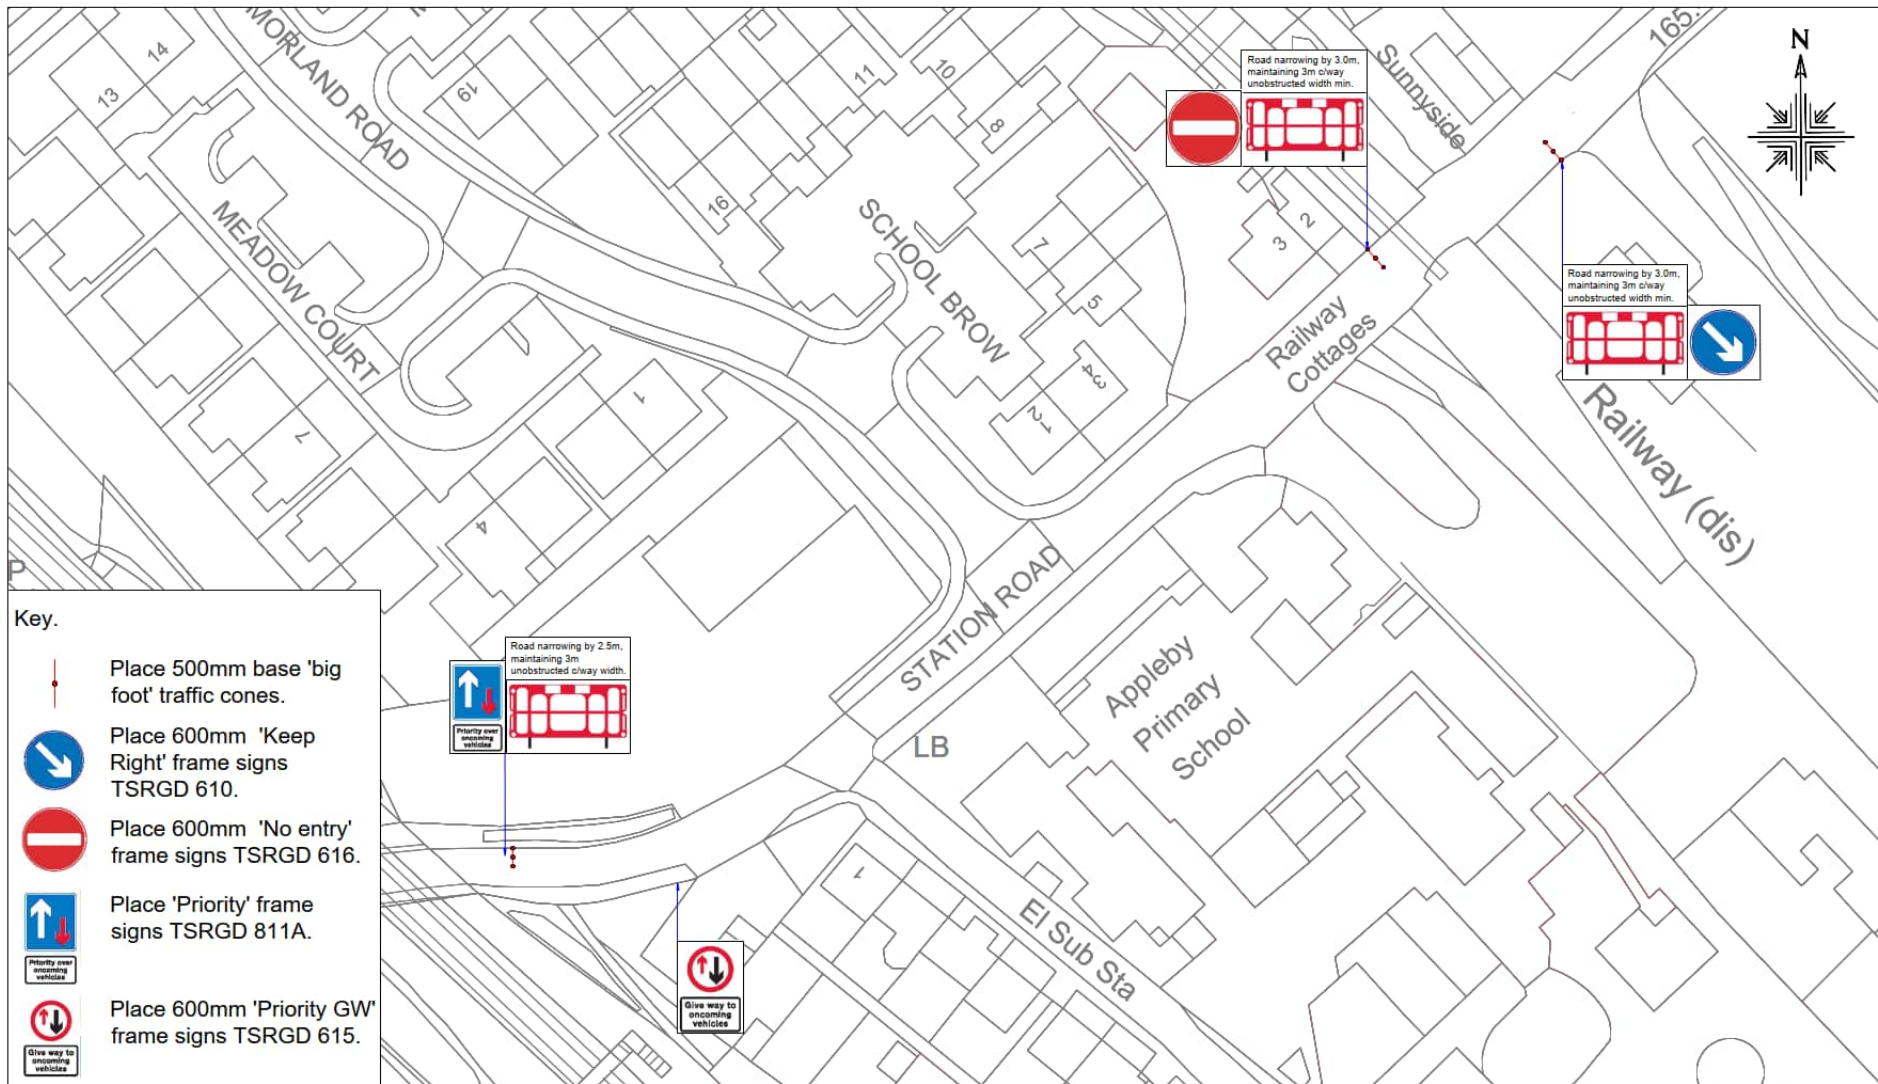 MORLAND ROAD
14
13
19
11
10
8
16
SCHOOL BROW
7
5
34
2-1
MEADOW COURT
1
7
4
Sunnyside
165.
N
Road narrowing by 3.0m,
maintaining 3m c/way
unobstructed width min.
2
3
Railway
Cottages
Road narrowing by 3.0m,
maintaining 3m c/way
unobstructed width min.
Railway (dis)
STATION ROAD
Appleby
Primary
School
LB
P
Road narrowing by 2.5m,
maintaining 3m
unobstructed c/way width.
Priority over
oncoming
vehicles
1
El Sub Sta
Give way to
oncoming
vehicles
Key.
Place 500mm base 'big
foot' traffic cones.
Place 600mm 'Keep
Right' frame signs
TSRGD 610.
Place 600mm 'No entry'
frame signs TSRGD 616.
Place 'Priority' frame
signs TSRGD 811A.
Priority over
oncoming
vehicles
Place 600mm 'Priority GW'
frame signs TSRGD 615.
Give way to
oncoming
vehicles